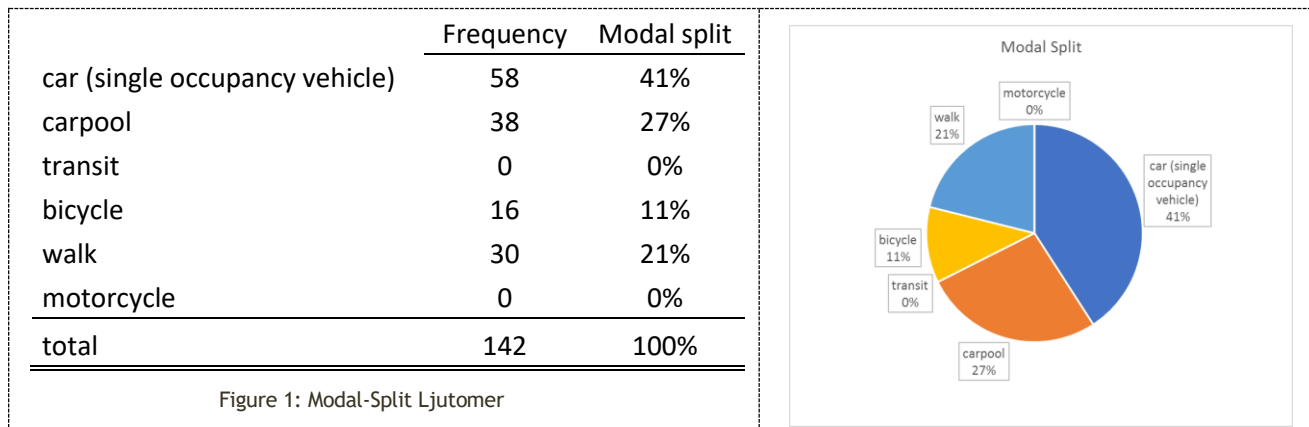 Frequency Modal split
car (single occupancy vehicle) 58 41%
carpool 38 27%
transit 0 0%
bicycle 16 11%
walk 30 21%
motorcycle 0 0%
total 142 100%
Figure 1: Modal-Split Ljutomer
Modal Split
motorcycle
0%
walk
21%
car (single
occupancy
vehicle)
41%
bicycle
11%
transit
0%
carpool
27%